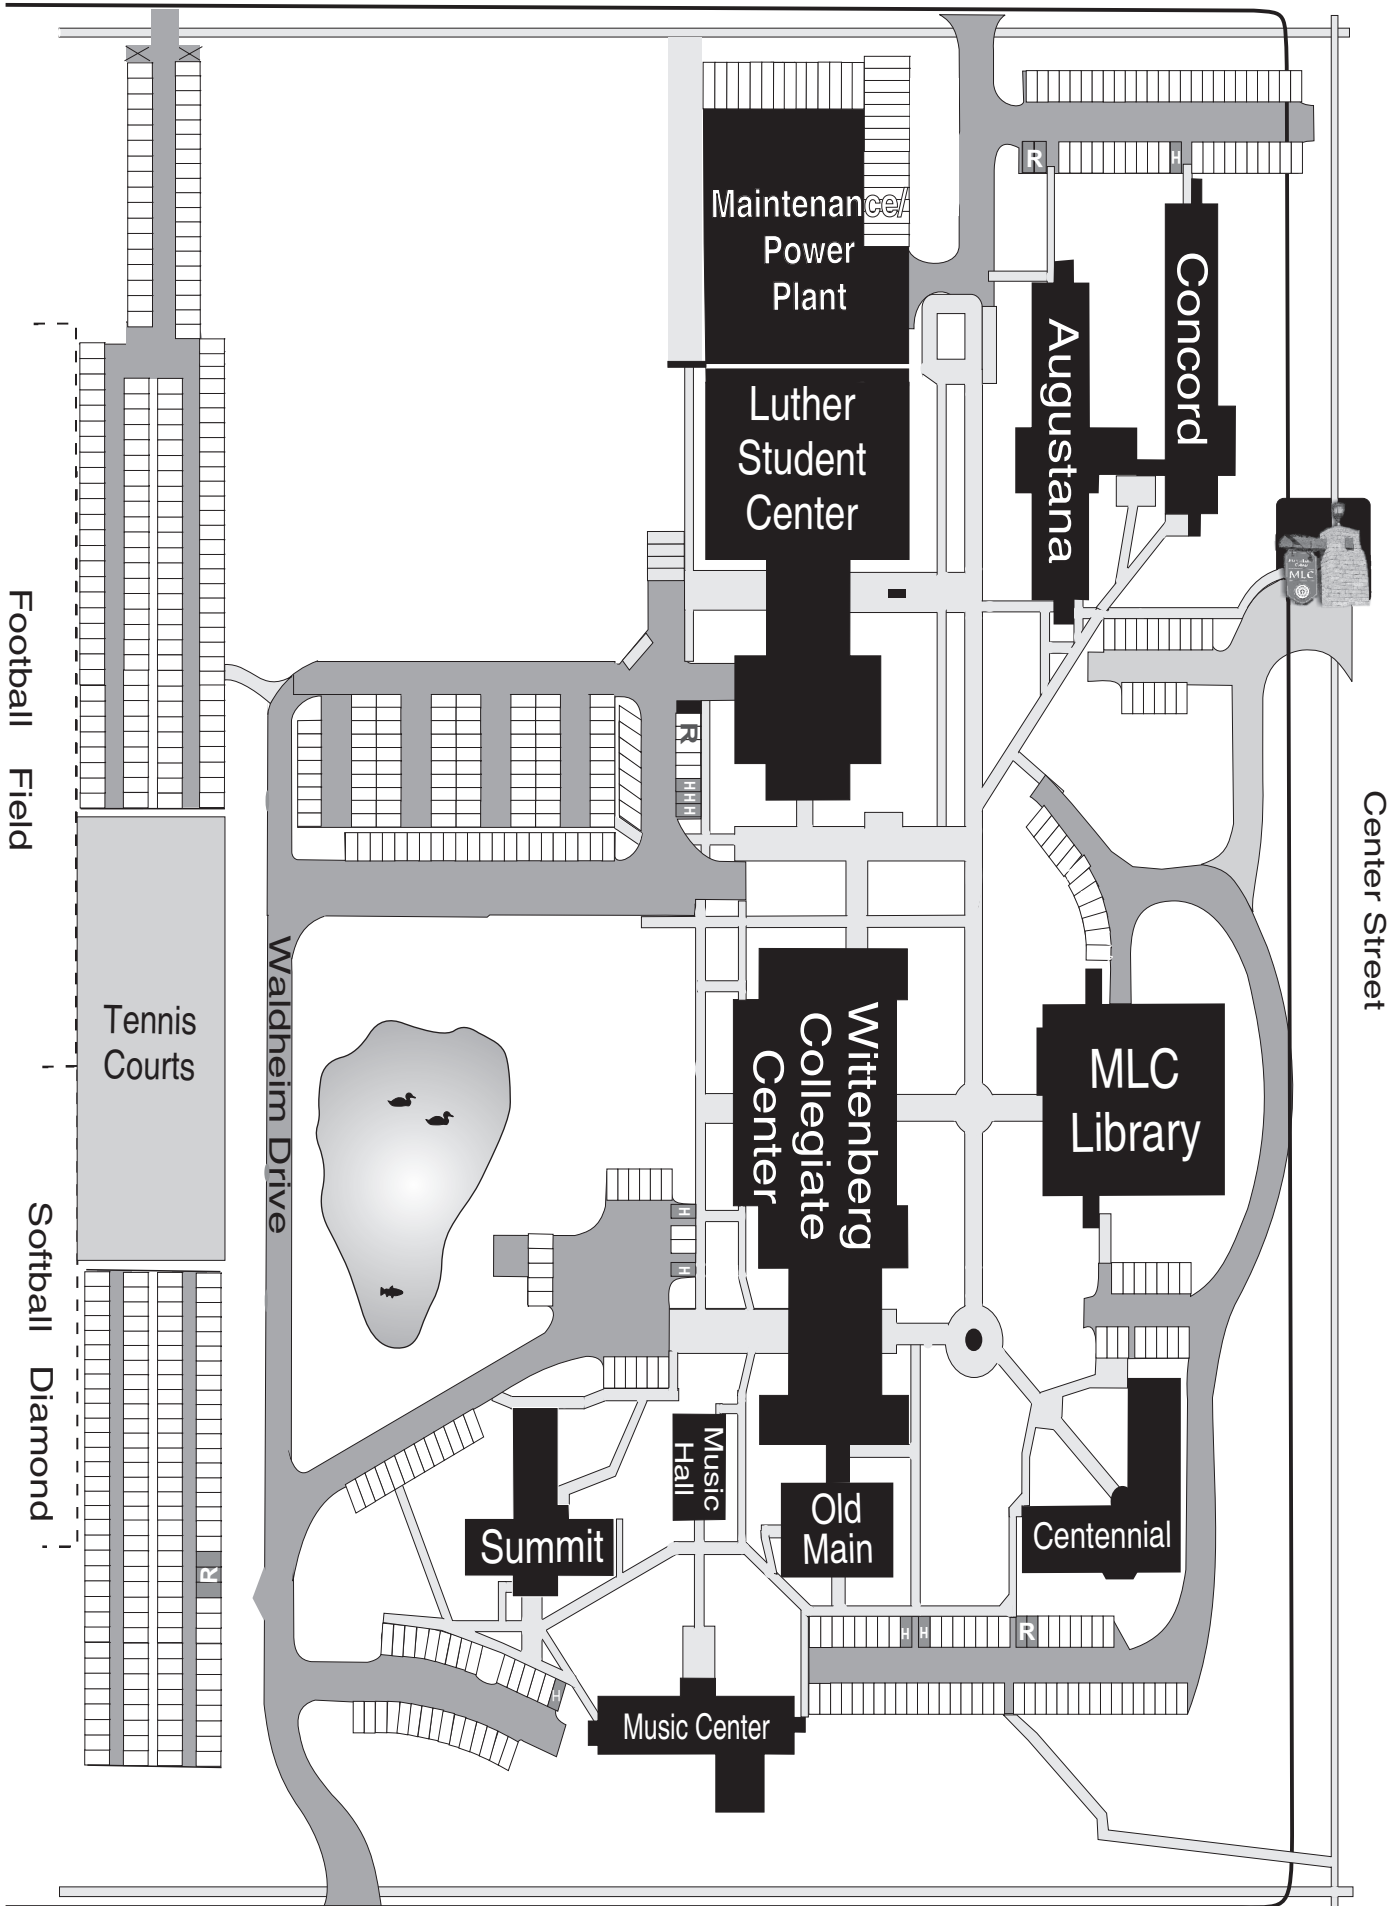 R
H
Maintenance/
Power
Plant
Concord
Augustana
Luther
Student
Center
MLC
Football Field
R
H
H
H
Center Street
Waldheim Drive
Tennis
Courts
Wittenberg
Collegiate
Center
MLC
Library
H
H
Softball Diamond
Music
Hall
Old
Main
Summit
Centennial
R
H
H
R
H
Music Center